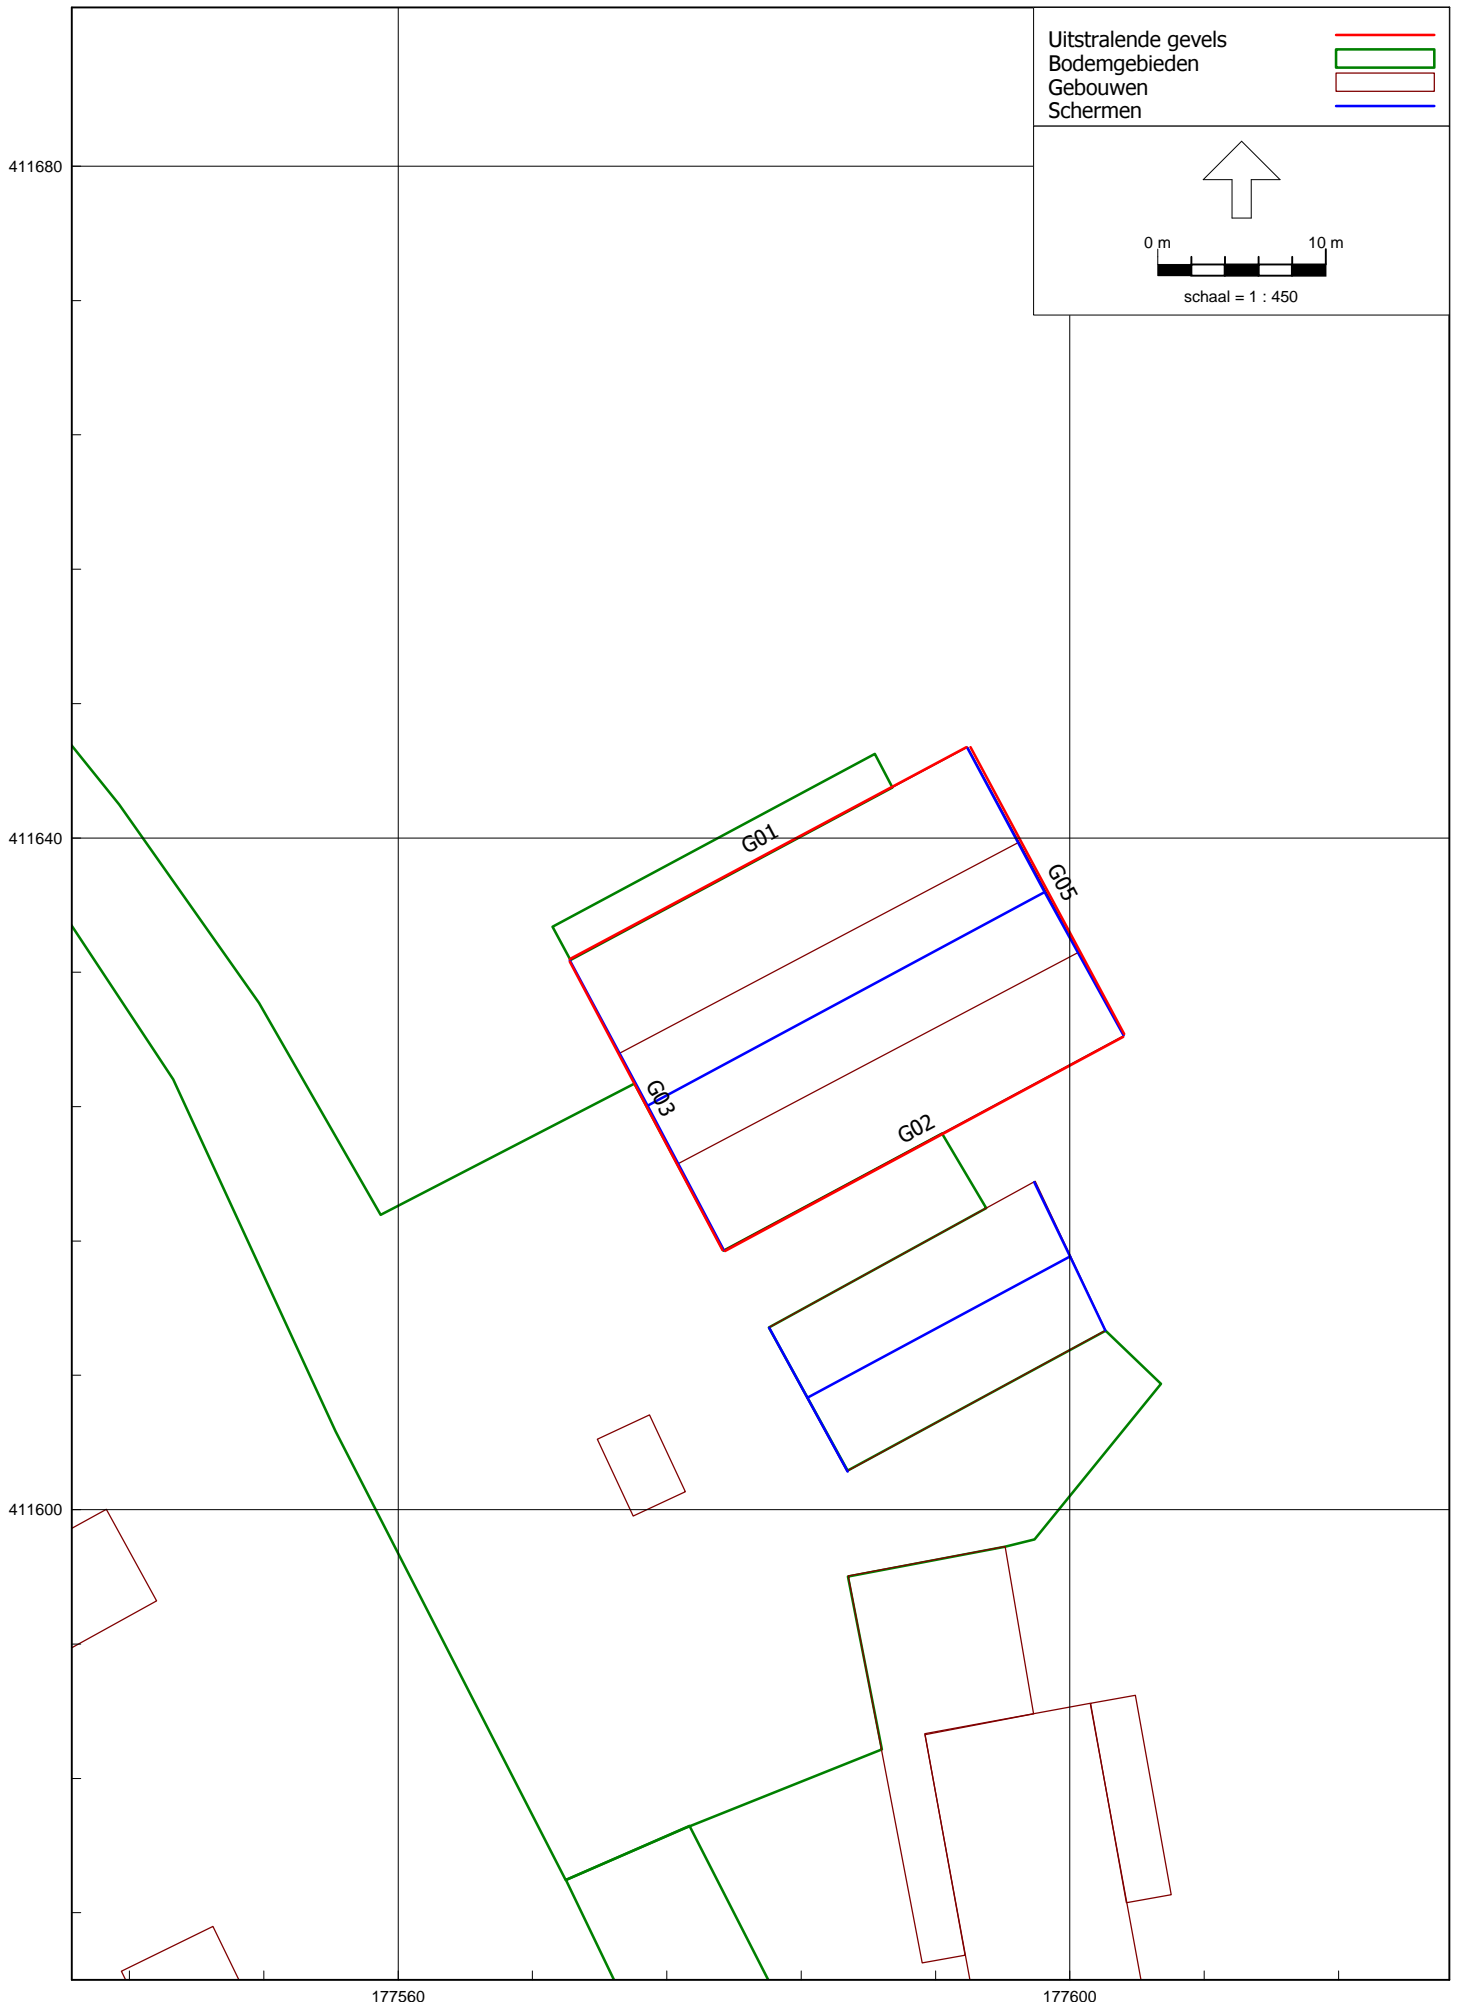 Uitstralende gevels
Bodemgebieden
Gebouwen
Schermen
411680
0 m 10 m
schaal = 1 : 450
411640
G01
G05
G03
G02
411600
177560 177600